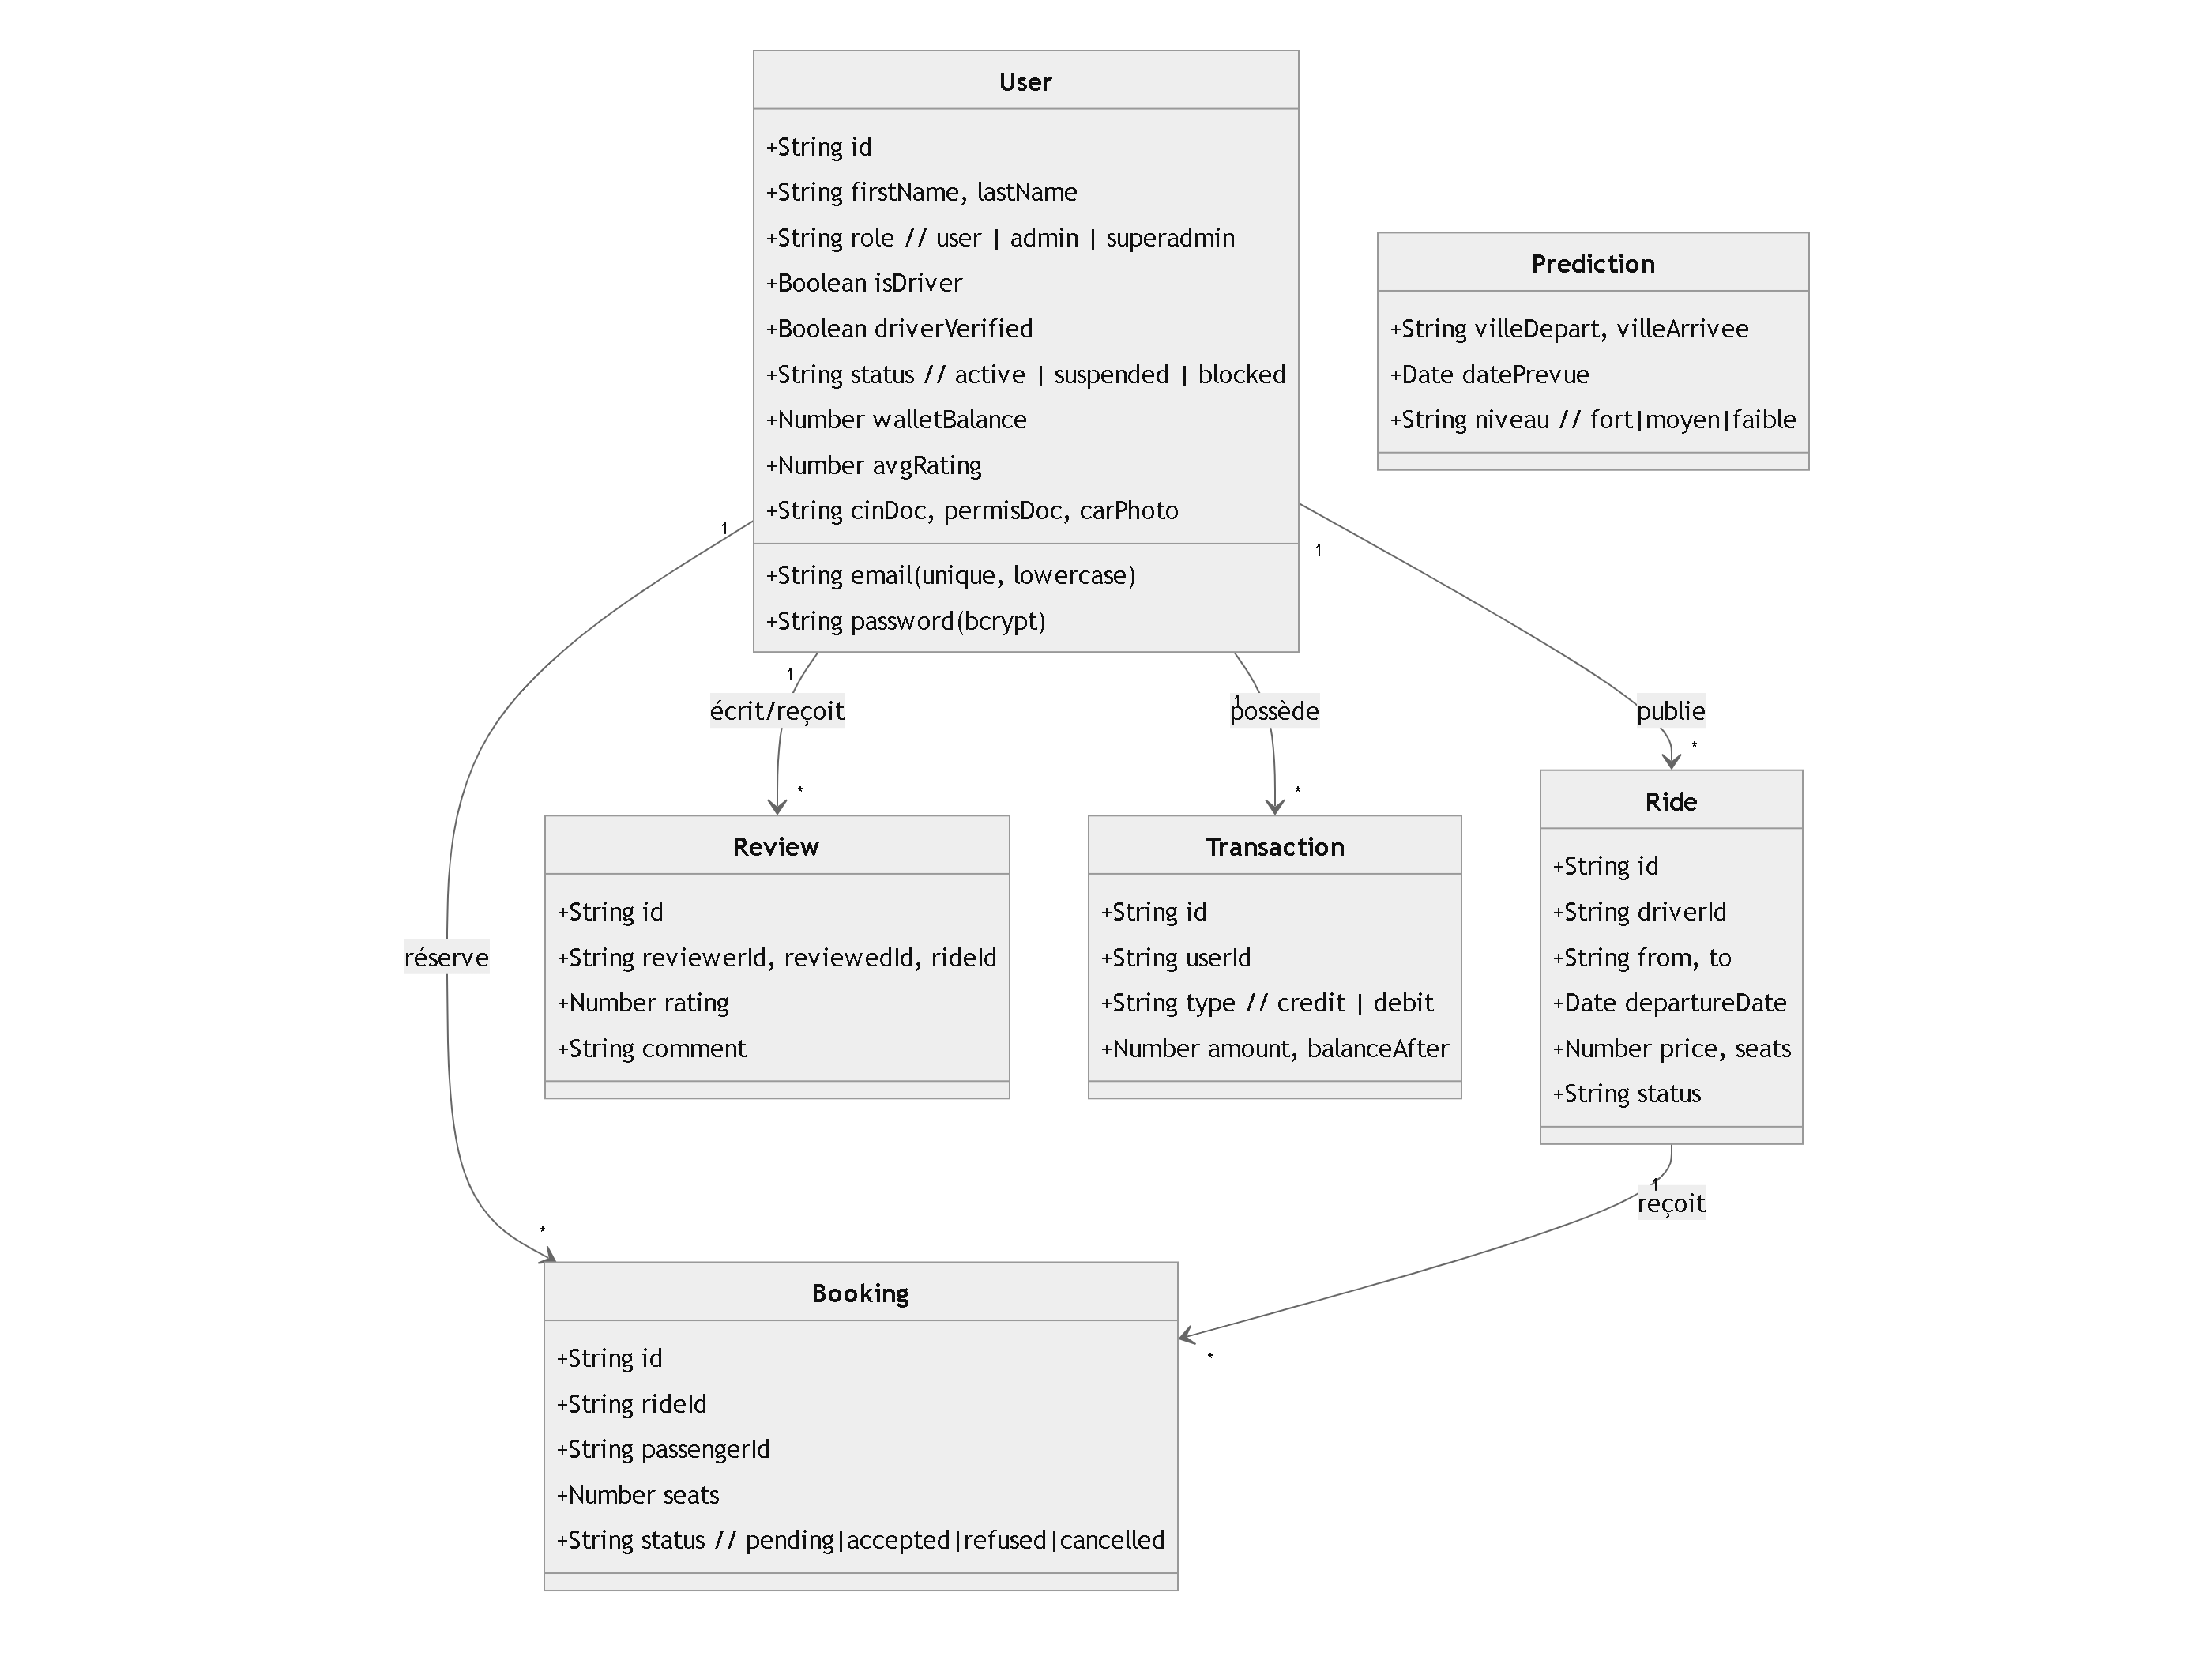 User
+String id
+String firstName, lastName
+String role // user | admin | superadmin
+Boolean isDriver
+Boolean driverVerified
+String status // active | suspended | blocked
+Number walletBalance
+Number avgRating
+String cinDoc, permisDoc, carPhoto
+String email(unique, lowercase)
+String password(bcrypt)
Prediction
+String villeDepart, villeArrivee
+Date datePrevue
+String niveau // fort|moyen|faible
1
1
1
écrit/reçoit
1
possède
publie
*
*
*
Review
+String id
+String reviewerId, reviewedId, rideId
+Number rating
+String comment
Transaction
+String id
+String userId
+String type // credit | debit
+Number amount, balanceAfter
Ride
+String id
+String driverId
+String from, to
+Date departureDate
+Number price, seats
+String status
réserve
1
reçoit
*
*
Booking
+String id
+String rideId
+String passengerId
+Number seats
+String status // pending|accepted|refused|cancelled